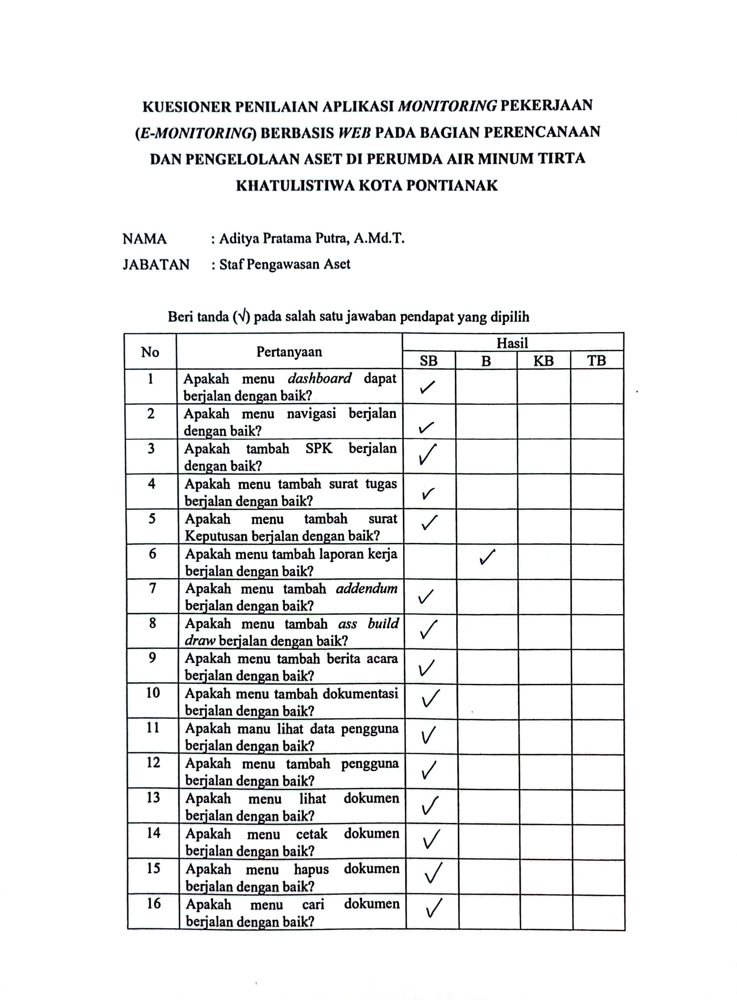 KUESIONER PENILAIAN APLIKASI MONITORING PEKERJAAN
(E-MONITORING) BERBASIS WEB PADA BAGIAN PERENCANAAN
DAN PENGELOLAAN ASET DI PERUMDA AIR MINUM TIRTA
KHATULISTIWA KOTA PONTIANAK
NAMA : Aditya Pratama Putra, A.Md.T.
JABATAN : Staf Pengawasan Aset
Beri tanda (√) pada salah satu jawaban pendapat yang dipilih
No Pertanyaan Hasil
SB B KB TB
1 Apakah menu dashboard dapat ✓
berjalan dengan baik?
2 Apakah menu navigasi berjalan ✓
dengan baik?
3 Apakah tambah SPK berjalan ✓
dengan baik?
4 Apakah menu tambah surat tugas ✓
berjalan dengan baik?
5 Apakah menu tambah surat ✓
Keputusan berjalan dengan baik?
6 Apakah menu tambah laporan kerja ✓
berjalan dengan baik?
7 Apakah menu tambah addendum ✓
berjalan dengan baik?
8 Apakah menu tambah ass build ✓
draw berjalan dengan baik?
9 Apakah menu tambah berita acara ✓
berjalan dengan baik?
10 Apakah menu tambah dokumentasi ✓
berjalan dengan baik?
11 Apakah manu lihat data pengguna ✓
berjalan dengan baik?
12 Apakah menu tambah pengguna ✓
berjalan dengan baik?
13 Apakah menu lihat dokumen ✓
berjalan dengan baik?
14 Apakah menu cetak dokumen ✓
berjalan dengan baik?
15 Apakah menu hapus dokumen ✓
berjalan dengan baik?
16 Apakah menu cari dokumen ✓
berjalan dengan baik?